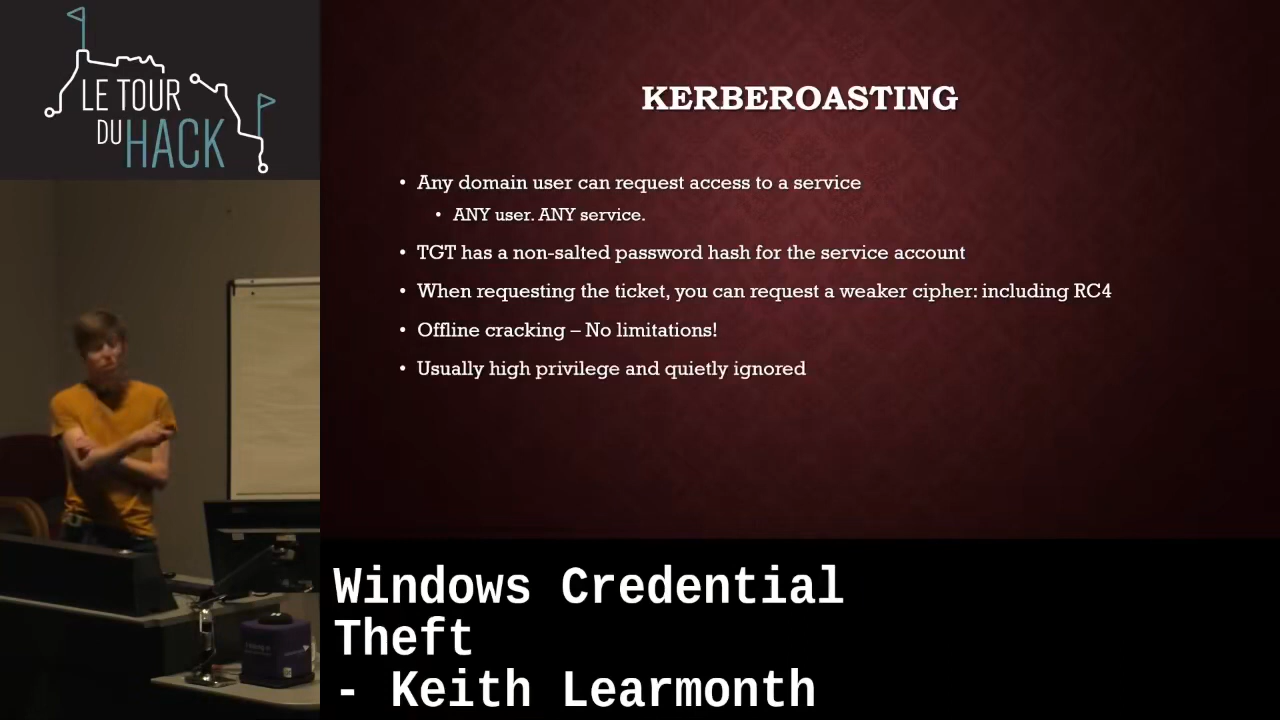 LE TOUR
DU HACK
KERBEROASTING
• Any domain user can request access to a service
• ANY user. ANY service.
• TGT has a non-salted password hash for the service account
• When requesting the ticket, you can request a weaker cipher: including RC4
• Offline cracking – No limitations!
• Usually high privilege and quietly ignored
Windows Credential
Theft
- Keith Learmonth